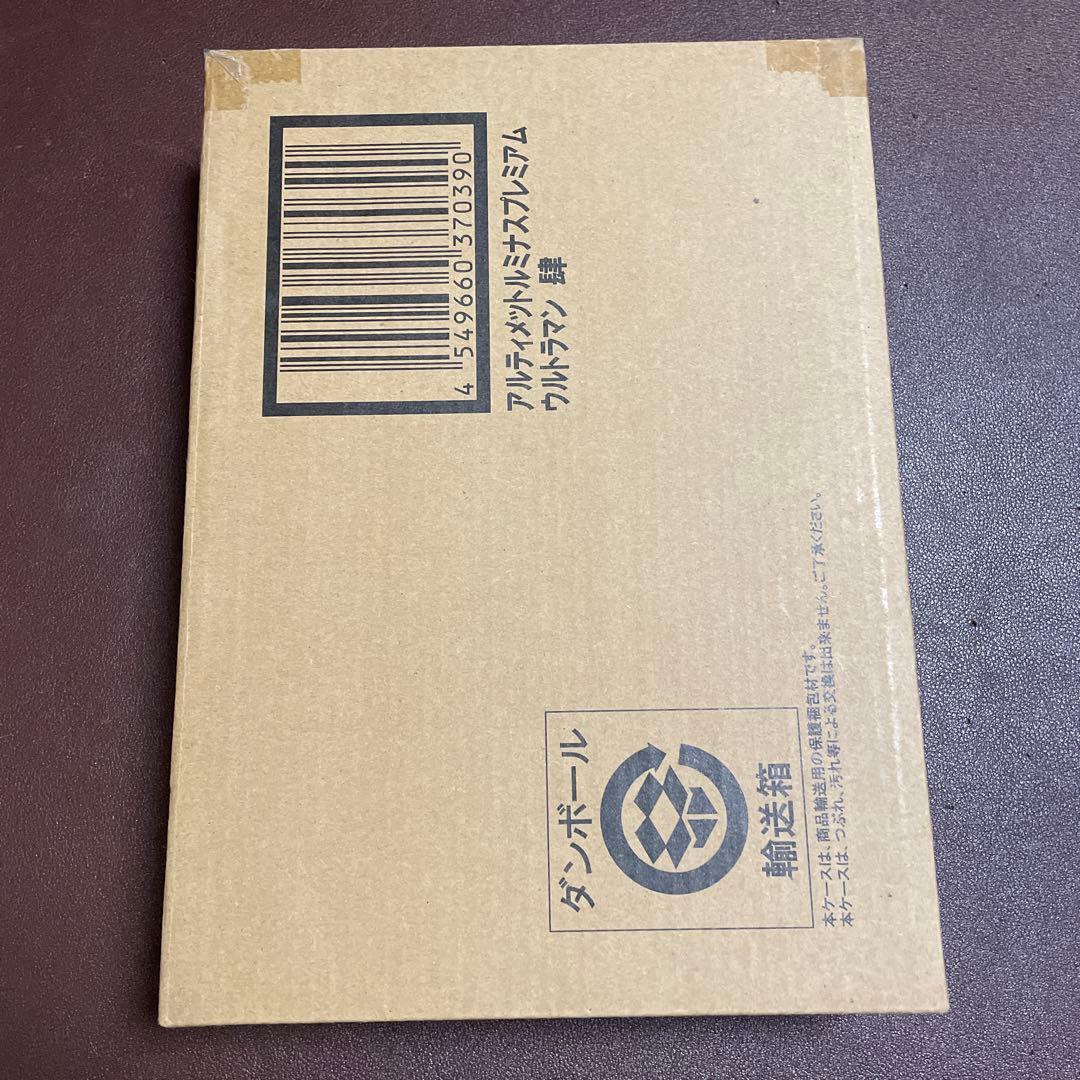 4 549660 370390
アルティメットルミナスプレミアム
ウルトラマン 肆
ダンボール
輸送箱
本ケースは、商品輸送用の保護梱包材です。
本ケースは、つぶれ、汚れ等による交換は出来ません。ご了承ください。